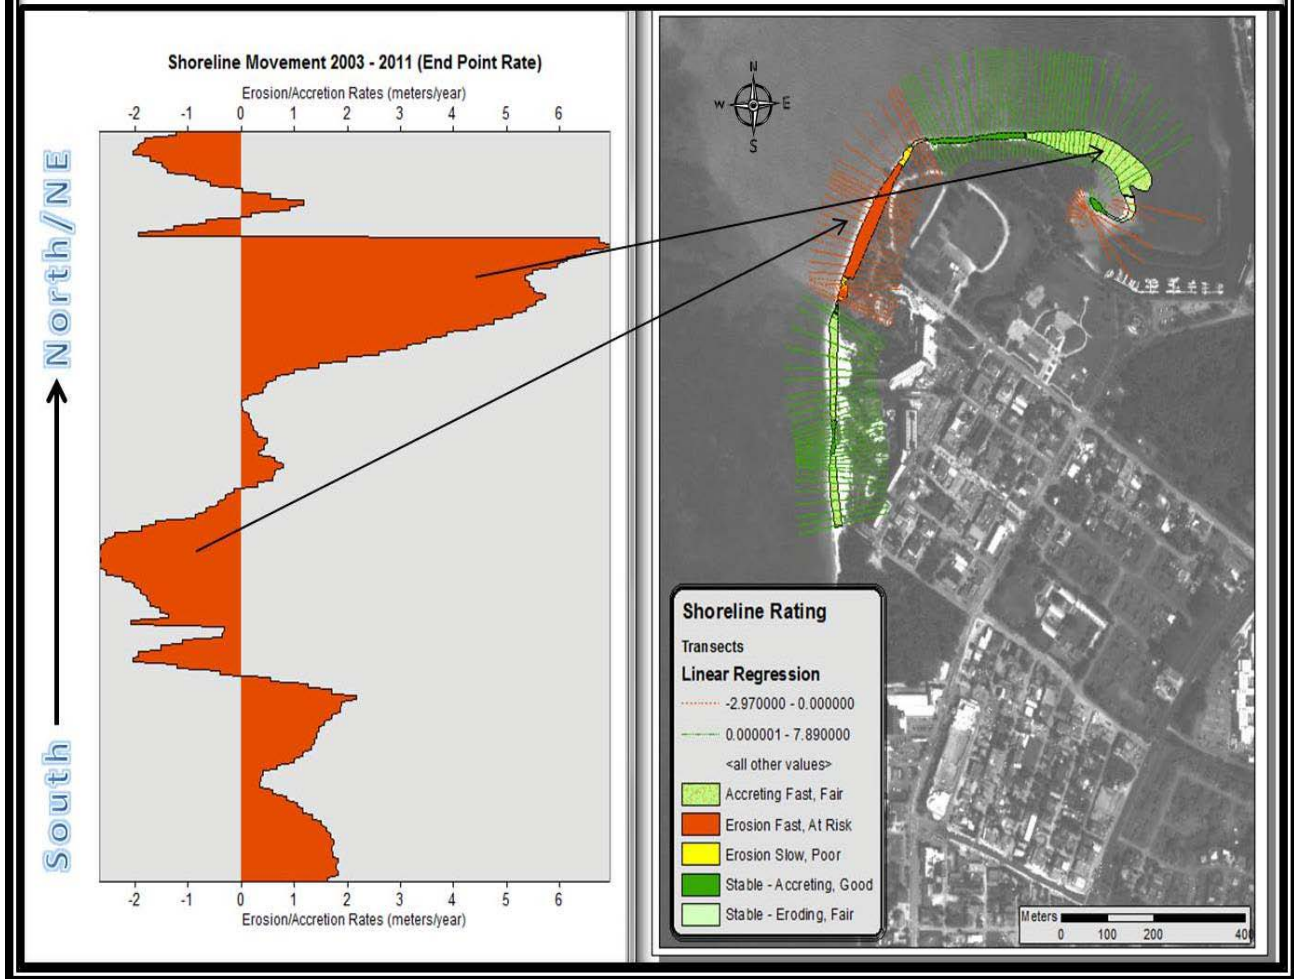 Shoreline Movement 2003 - 2011 (End Point Rate)
Erosion/Accretion Rates (meters/year)
-2 -1 0 1 2 3 4 5 6
North/NE
South
-2 -1 0 1 2 3 4 5 6
Erosion/Accretion Rates (meters/year)
N
W E
S
Shoreline Rating
Transects
Linear Regression
-2.970000 - 0.000000
0.000001 - 7.890000
<all other values>
Accreting Fast, Fair
Erosion Fast, At Risk
Erosion Slow, Poor
Stable - Accreting, Good
Stable - Eroding, Fair
Meters
0 100 200 400